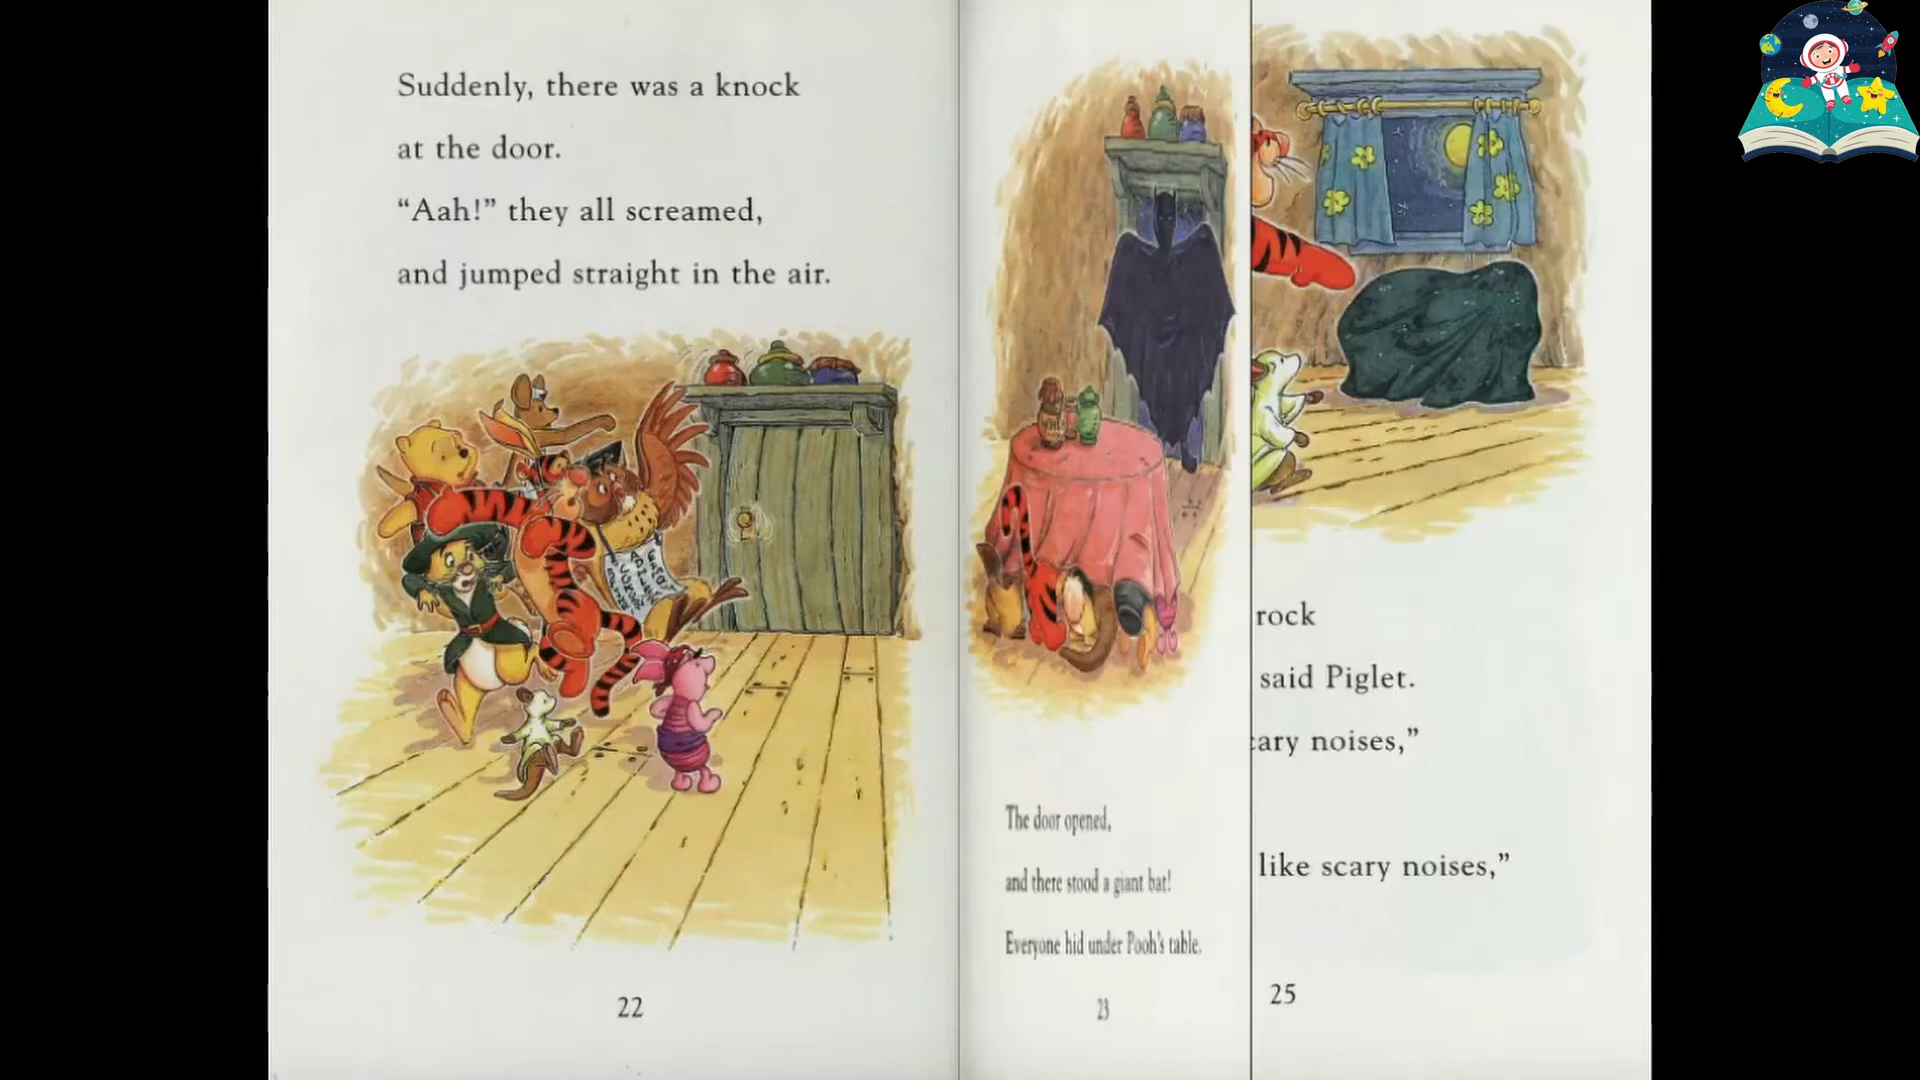 Suddenly, there was a knock
at the door.
“Aah!” they all screamed,
and jumped straight in the air.
22
The door opened,
and there stood a giant bat!
Everyone hid under Pooh’s table.
23
rock
said Piglet.
ary noises,”
like scary noises,”
25